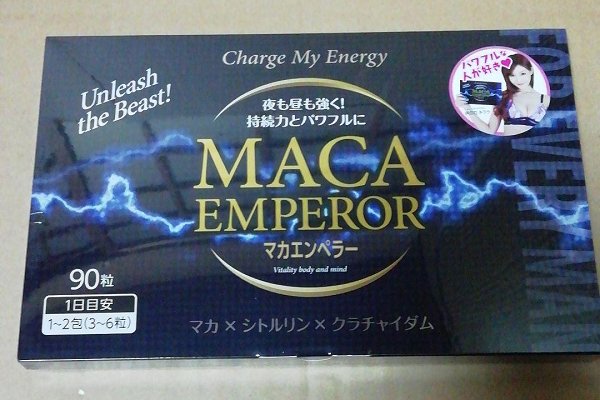 Charge My Energy
Unleash
the Beast!
パワフルな
人が好き
夜も昼も強く!
持続力とパワフルに
MACA
EMPEROR
マカエンペラー
Vitality body and mind
90粒
1日目安
1~2包(3~6粒)
マカ×シトルリン×クラチャイダム
FOR EVERY MAN